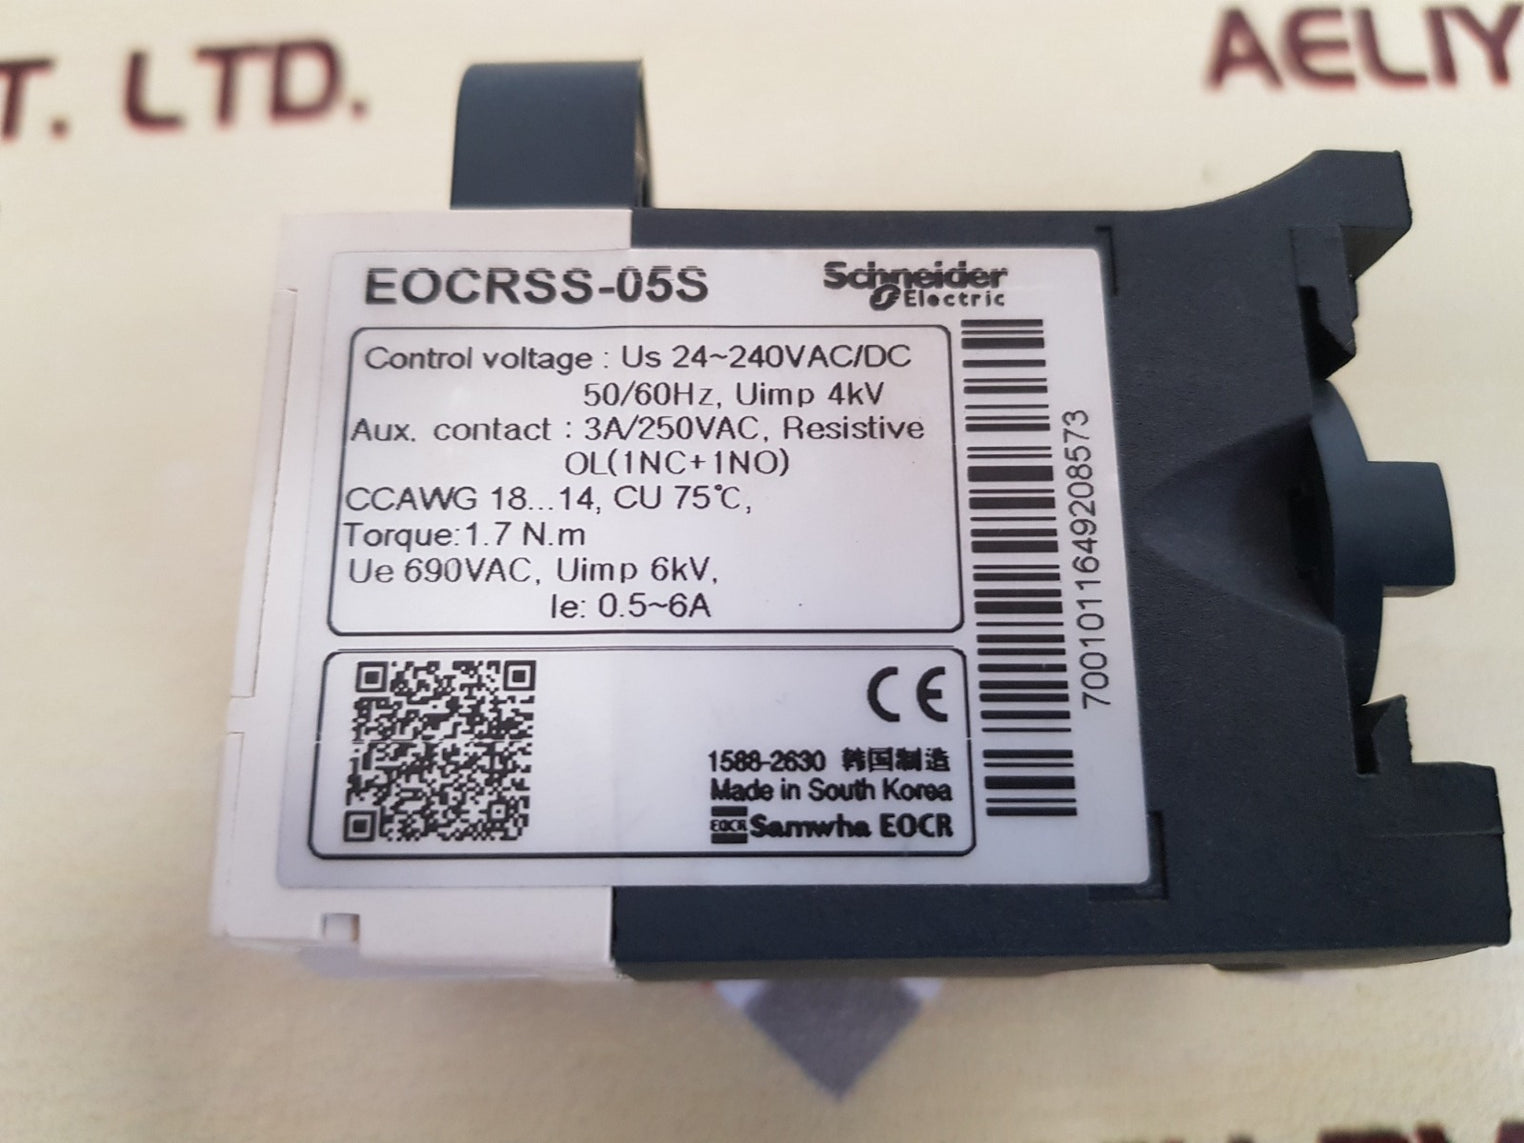 T. LTD.
AELIY
EOCRSS-05S
Schneider
Electric
Control voltage : Us 24~240VAC/DC
50/60Hz, Uimp 4kV
Aux. contact : 3A/250VAC, Resistive
OL(1NC+1NO)
CCAWG 18...14, CU 75℃,
Torque:1.7 N.m
Ue 690VAC, Uimp 6kV,
Ie: 0.5~6A
7001011649208573
CE
1588-2630 韩国制造
Made in South Korea
EOCR Samwha EOCR